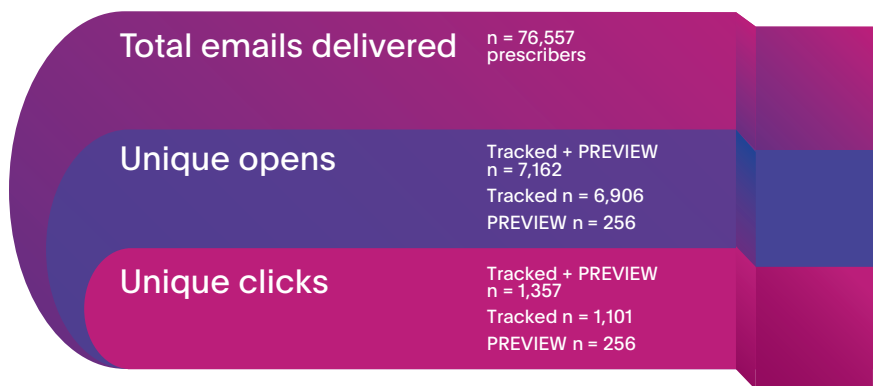 Total emails delivered
n = 76,557
prescribers
Unique opens
Tracked + PREVIEW
n = 7,162
Tracked n = 6,906
PREVIEW n = 256
Unique clicks
Tracked + PREVIEW
n = 1,357
Tracked n = 1,101
PREVIEW n = 256